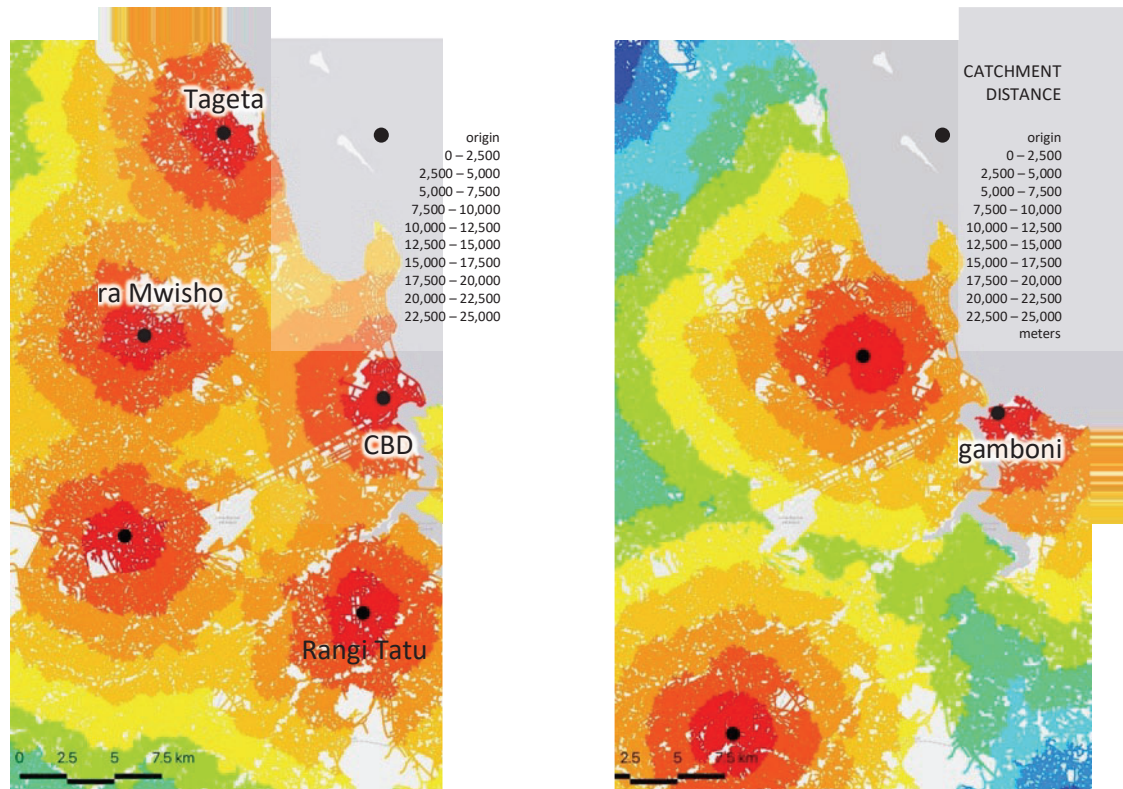 Tageta
ra Mwisho
CBD
Rangi Tatu
0 2.5 5 7.5 km
origin
0 – 2,500
2,500 – 5,000
5,000 – 7,500
7,500 – 10,000
10,000 – 12,500
12,500 – 15,000
15,000 – 17,500
17,500 – 20,000
20,000 – 22,500
22,500 – 25,000
CATCHMENT
DISTANCE
origin
0 – 2,500
2,500 – 5,000
5,000 – 7,500
7,500 – 10,000
10,000 – 12,500
12,500 – 15,000
15,000 – 17,500
17,500 – 20,000
20,000 – 22,500
22,500 – 25,000
meters
gamboni
2.5 5 7.5 km